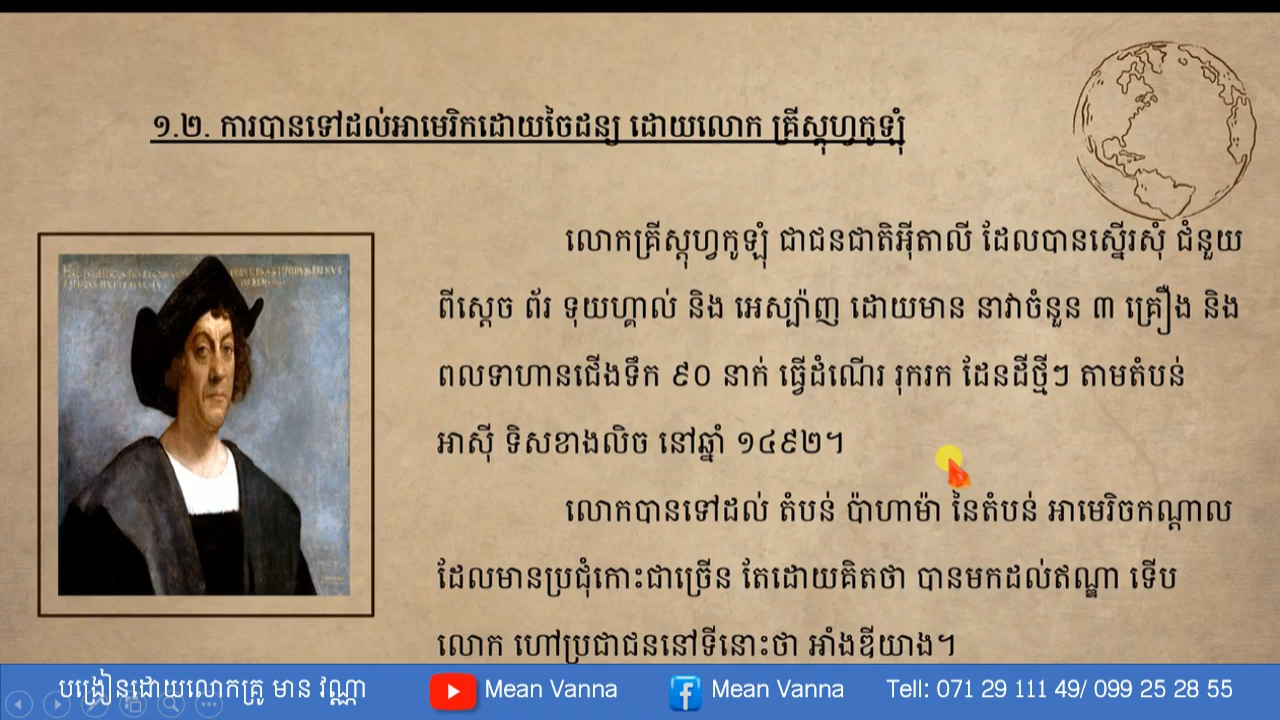 ១.២. ការបានទៅដល់អាមេរិកដោយចៃដន្យ ដោយលោក គ្រីស្តុហ្វកូឡុំ
លោកគ្រីស្តុហ្វកូឡុំ ជាជនជាតិអ៊ីតាលី ដែលបានស្នើរសុំ ជំនួយ
ពីស្តេច ព័រ ទុយហ្គាល់ និង អេស្ប៉ាញ ដោយមាន នាវាចំនួន ៣ គ្រឿង និង
ពលទាហានជើងទឹក ៩០ នាក់ ធ្វើដំណើរ រុករក ដែនដីថ្មីៗ តាមតំបន់
អាស៊ី ទិសខាងលិច នៅឆ្នាំ ១៤៩២។
លោកបានទៅដល់ តំបន់ ប៉ាហាម៉ា នៃតំបន់ អាមេរិចកណ្តាល
ដែលមានប្រជុំកោះជាច្រើន តែដោយគិតថា បានមកដល់ឥណ្ឌា ទើប
លោក ហៅប្រជាជននៅទីនោះថា អាំងឌីយាង។
បង្រៀនដោយលោកគ្រូ មាន វណ្ណា Mean Vanna Mean Vanna Tell: 071 29 111 49/ 099 25 28 55